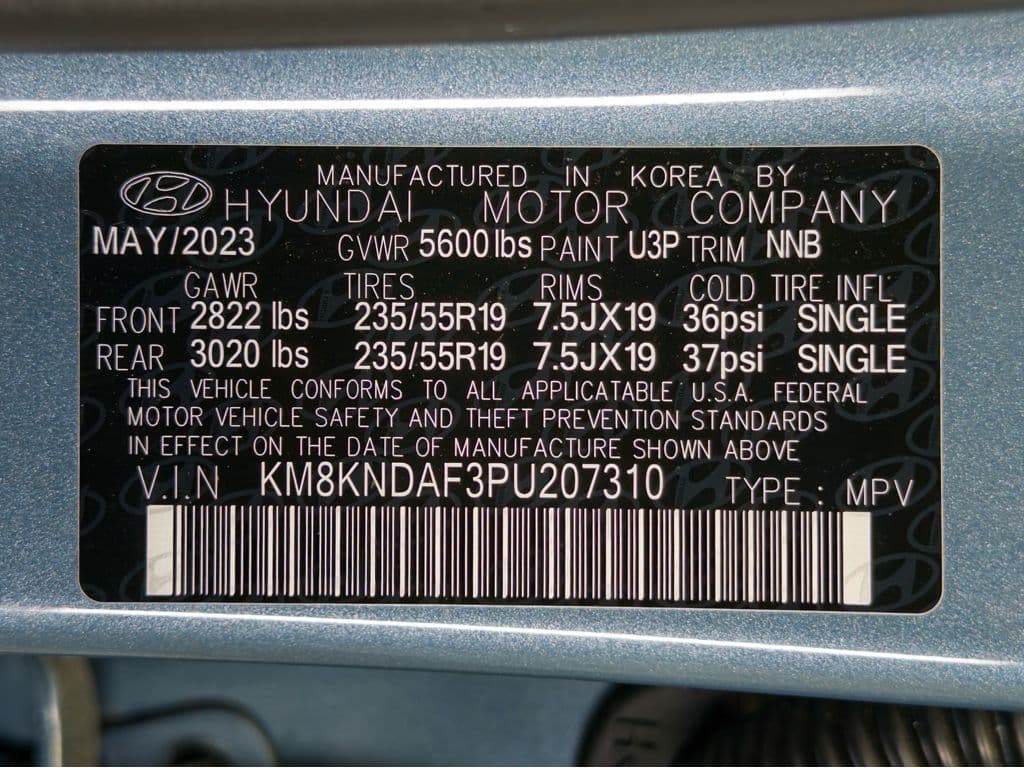 MANUFACTURED IN KOREA BY
HYUNDAI MOTOR COMPANY
MAY/2023 GVWR 5600 lbs PAINT U3P TRIM NNB
GAWR TIRES RIMS COLD TIRE INFL
FRONT 2822 lbs 235/55R19 7.5JX19 36psi SINGLE
REAR 3020 lbs 235/55R19 7.5JX19 37psi SINGLE
THIS VEHICLE CONFORMS TO ALL APPLICATABLE U.S.A. FEDERAL
MOTOR VEHICLE SAFETY AND THEFT PREVENTION STANDARDS
IN EFFECT ON THE DATE OF MANUFACTURE SHOWN ABOVE
V.I.N KM8KNDAF3PU207310 TYPE : MPV